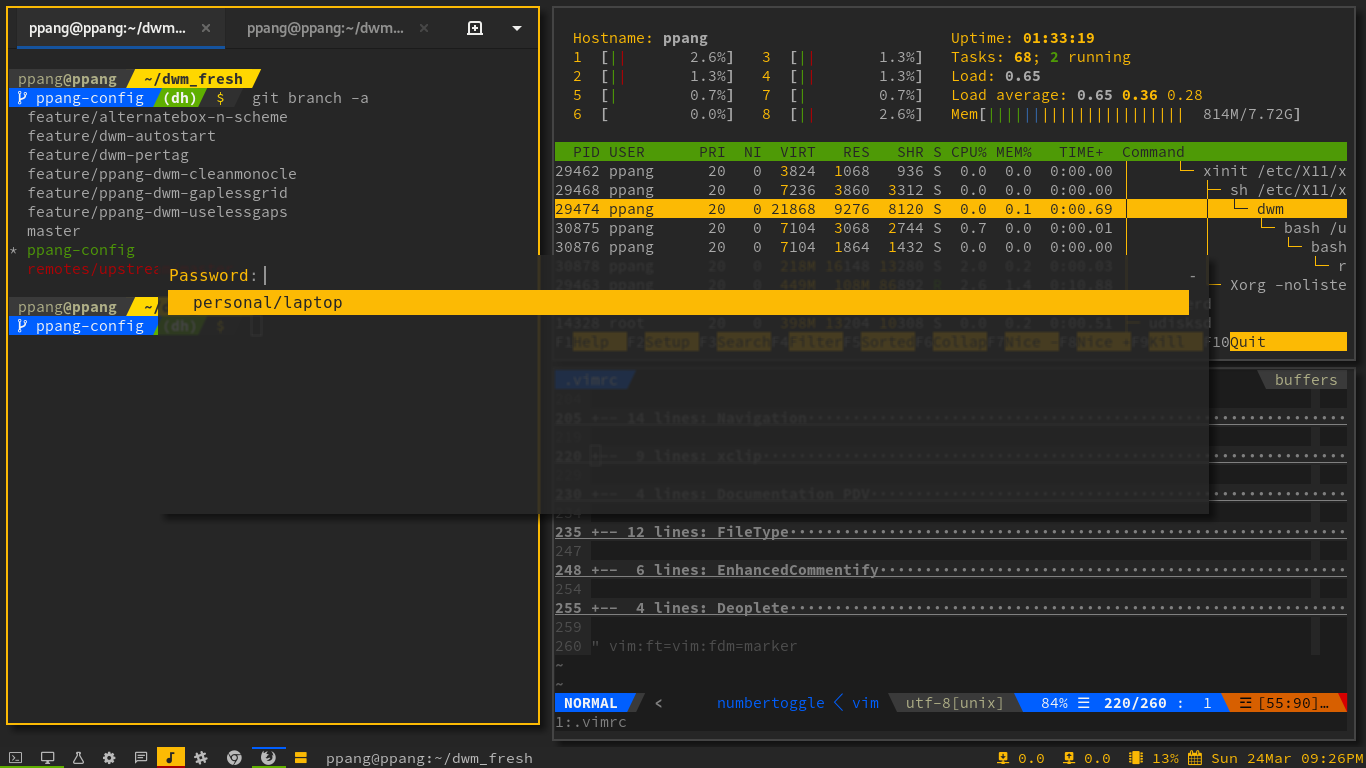 ppang@ppang:~/dwm... ×
ppang@ppang:~/dwm... ×
ppang@ppang ~/dwm_fresh
ppang-config (dh) $ git branch -a
feature/alternatebox-n-scheme
feature/dwm-autostart
feature/dwm-pertag
feature/ppang-dwm-cleanmonocle
feature/ppang-dwm-gaplessgrid
feature/ppang-dwm-uselessgaps
master
* ppang-config
remotes/upstre
ppang@ppang ~/
ppang-config (dh) $
Password:
-
personal/laptop
Hostname: ppang
1 [|| 2.6%] 3 [|| 1.3%]
2 [|| 1.3%] 4 [|| 1.3%]
5 [| 0.7%] 7 [| 0.7%]
6 [ 0.0%] 8 [|| 2.6%]
Uptime: 01:33:19
Tasks: 68; 2 running
Load: 0.65
Load average: 0.65 0.36 0.28
Mem[|||||||||||||||||||||| 814M/7.72G]
PID USER PRI NI VIRT RES SHR S CPU% MEM% TIME+ Command
29462 ppang 20 0 3824 1068 936 S 0.0 0.0 0:00.00 xinit /etc/X11/x
29468 ppang 20 0 7236 3860 3312 S 0.0 0.0 0:00.00 sh /etc/X11/x
29474 ppang 20 0 21868 9276 8120 S 0.0 0.1 0:00.69 dwm
30875 ppang 20 0 7104 3068 2744 S 0.7 0.0 0:00.01 bash /u
30876 ppang 20 0 7104 1864 1432 S 0.0 0.0 0:00.00 bash
30878 ppang 20 0 218M 16148 13280 S 2.0 0.2 0:00.03 r
29463 ppang 20 0 449M 108M S 2.6 1.4 Xorg -noliste
14328 root 20 0 398M 13204 10308 S 0.0 0.2 0:00.51 udisksd
F1Help F2Setup F3Search F4Filter F5Sorted F6Collap F7Nice - F8Nice + F9Kill F10Quit
.vimrc buffers
205 +-- 14 lines: Navigation
220 +-- 9 lines: xclip
230 +-- 4 lines: Documentation PDV
234
235 +-- 12 lines: FileType
247
248 +-- 6 lines: EnhancedCommentify
254
255 +-- 4 lines: Deoplete
259
260 " vim:ft=vim:fdm=marker
~
~
NORMAL < numbertoggle < vim utf-8[unix] 84% ☰ 220/260 : 1 ☲ [55:90]…
1:.vimrc
ppang@ppang:~/dwm_fresh
0.0 0.0 13% Sun 24Mar 09:26PM